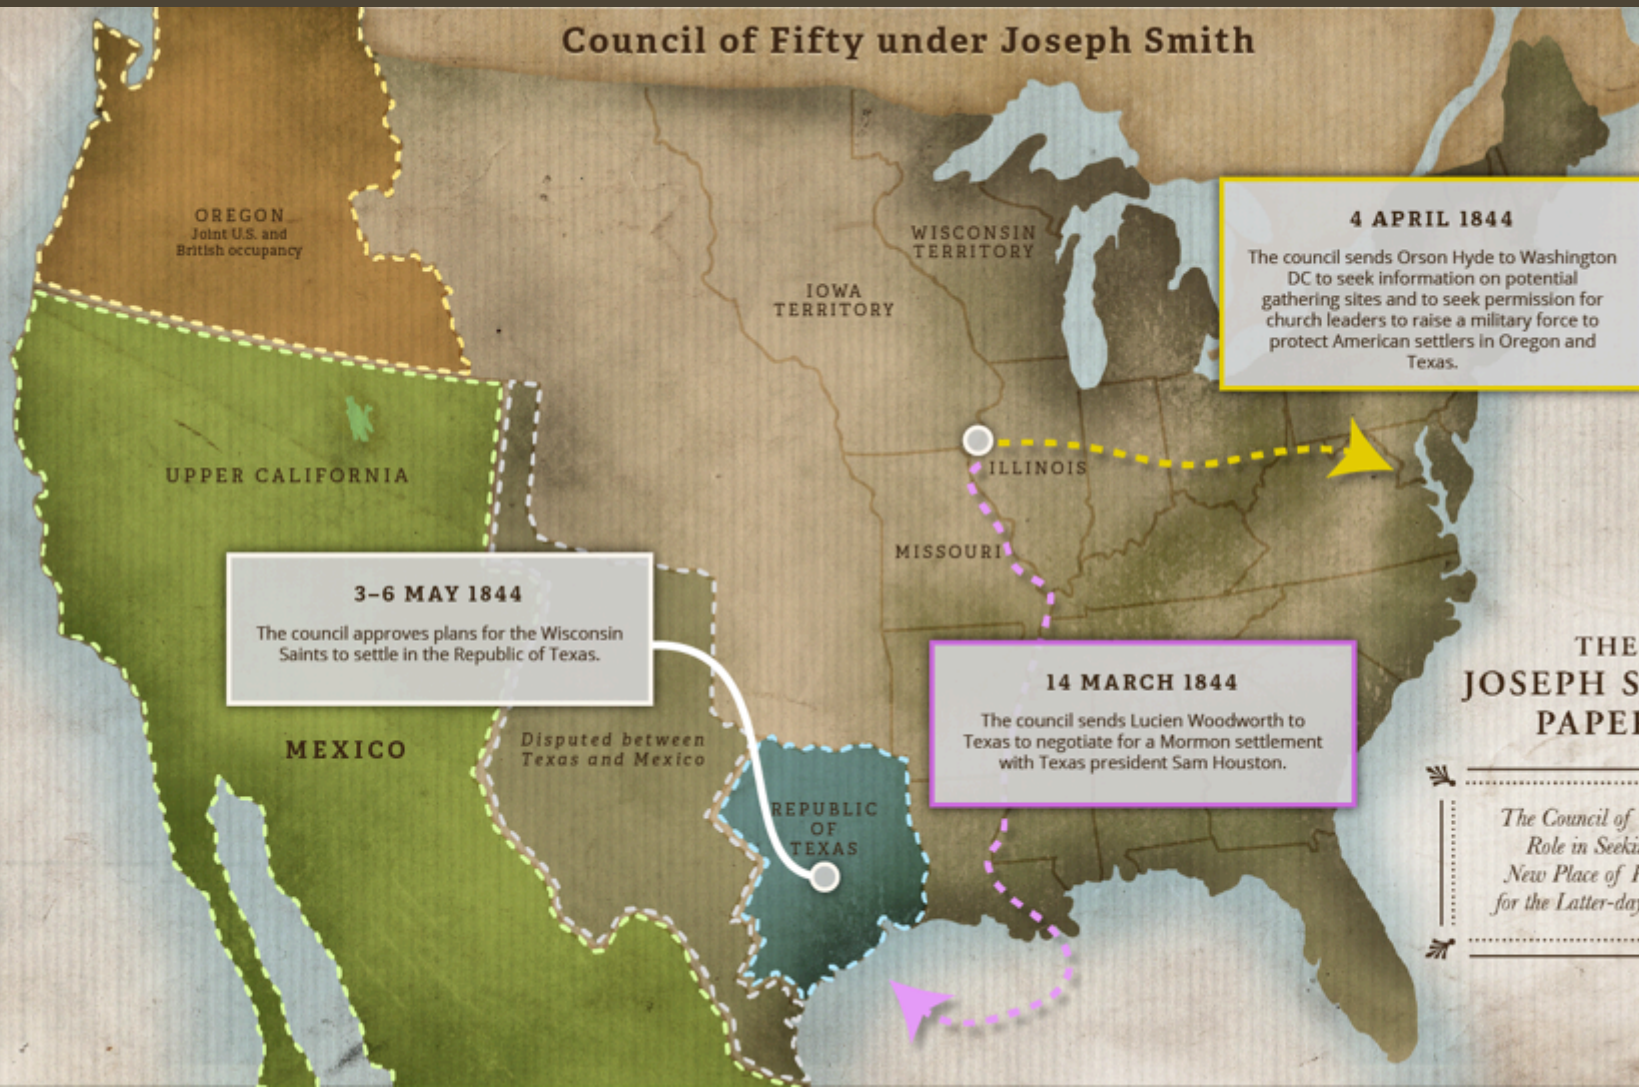 Council of Fifty under Joseph Smith
OREGON
Joint U.S. and
British occupancy
WISCONSIN
TERRITORY
IOWA
TERRITORY
4 APRIL 1844
The council sends Orson Hyde to Washington
DC to seek information on potential
gathering sites and to seek permission for
church leaders to raise a military force to
protect American settlers in Oregon and
Texas.
UPPER CALIFORNIA
ILLINOIS
MISSOURI
3–6 MAY 1844
The council approves plans for the Wisconsin
Saints to settle in the Republic of Texas.
14 MARCH 1844
The council sends Lucien Woodworth to
Texas to negotiate for a Mormon settlement
with Texas president Sam Houston.
MEXICO
Disputed between
Texas and Mexico
REPUBLIC
OF
TEXAS
THE
JOSEPH S
PAPE
The Council of
Role in Seeki
New Place of
for the Latter-day